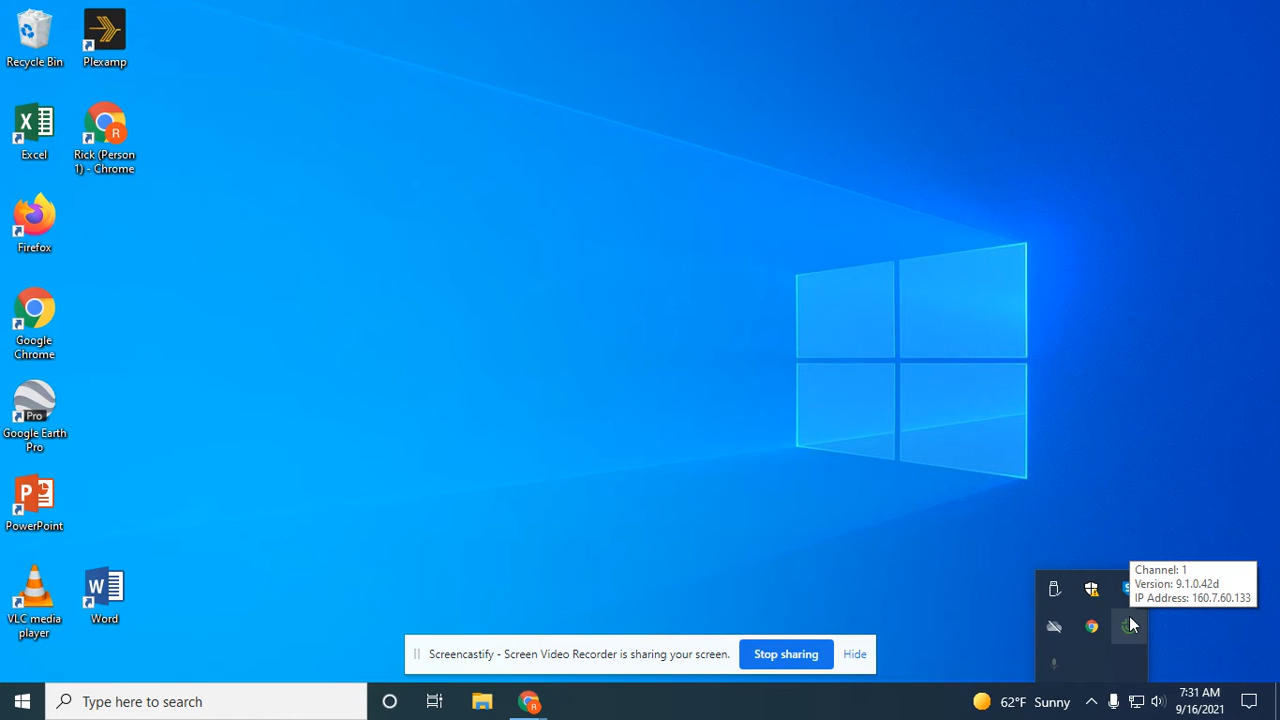 Recycle Bin
Plexamp
Excel
Rick (Person
1) - Chrome
R
Firefox
Google
Chrome
Pro
Google Earth
Pro
PowerPoint
VLC media
player
Word
Channel: 1
Version: 9.1.0.42d
IP Address: 160.7.60.133
Screencastify - Screen Video Recorder is sharing your screen.
Stop sharing
Hide
Type here to search
62°F Sunny
7:31 AM
9/16/2021